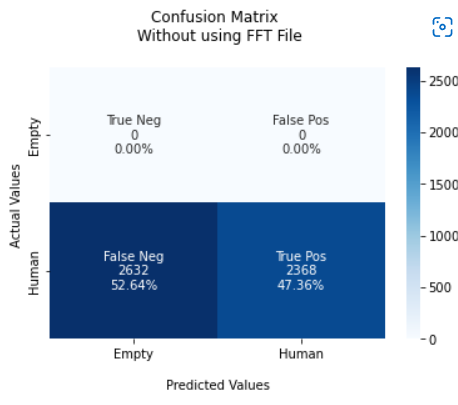 Confusion Matrix
Without using FFT File
True Neg
0
0.00%
False Pos
0
0.00%
False Neg
2632
52.64%
True Pos
2368
47.36%
Actual Values
Empty
Human
Empty
Human
Predicted Values
2500
2000
1500
1000
500
0